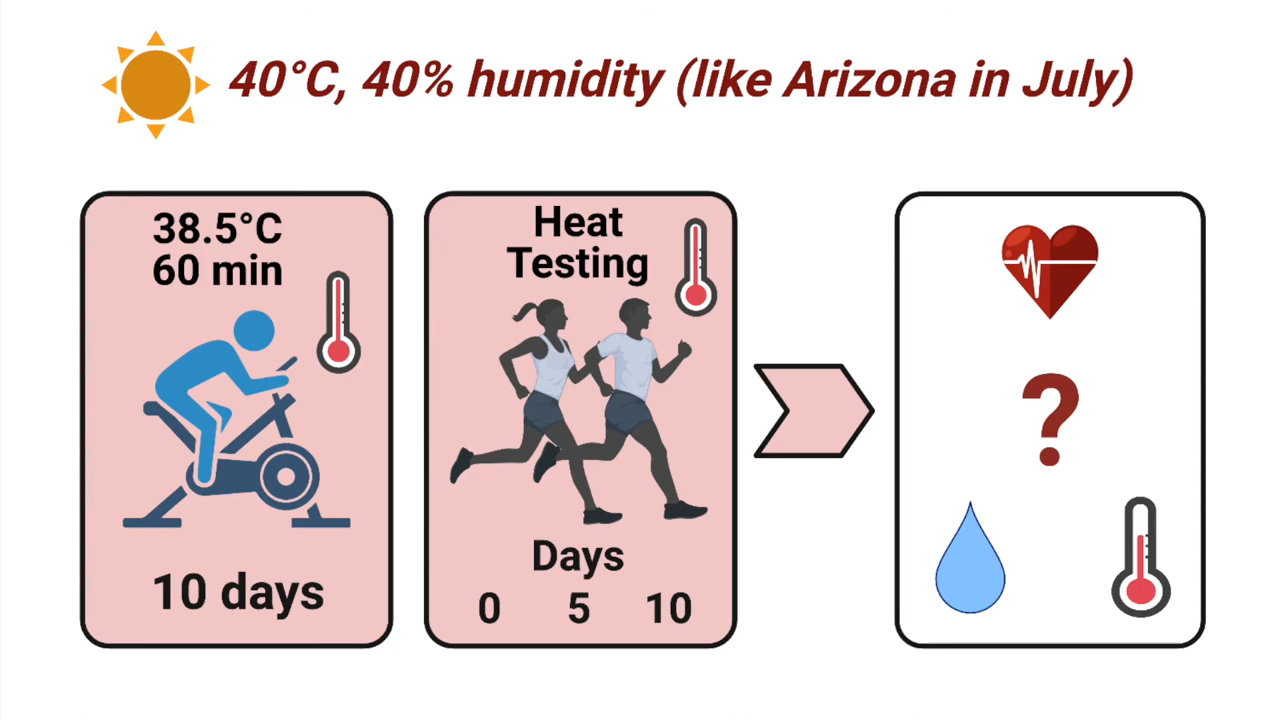 40°C, 40% humidity (like Arizona in July)
38.5°C
60 min
10 days
Heat
Testing
Days
0 5 10
?